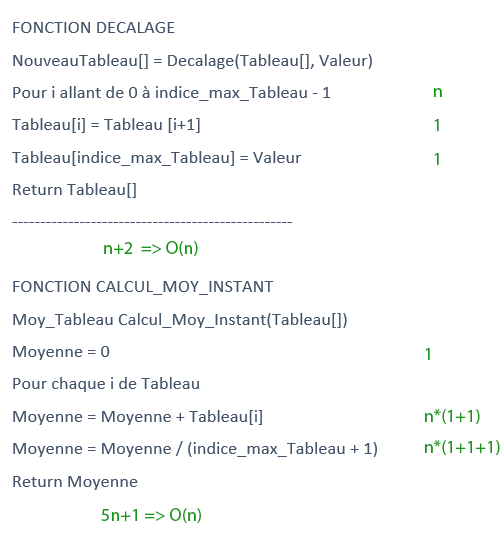 FONCTION DECALAGE
NouveauTableau[] = Decalage(Tableau[], Valeur)
Pour i allant de 0 à indice_max_Tableau - 1 n
Tableau[i] = Tableau [i+1] 1
Tableau[indice_max_Tableau] = Valeur 1
Return Tableau[]
--------------------------------------------------
n+2 => O(n)
FONCTION CALCUL_MOY_INSTANT
Moy_Tableau Calcul_Moy_Instant(Tableau[])
Moyenne = 0 1
Pour chaque i de Tableau
Moyenne = Moyenne + Tableau[i] n*(1+1)
Moyenne = Moyenne / (indice_max_Tableau + 1) n*(1+1+1)
Return Moyenne
5n+1 => O(n)